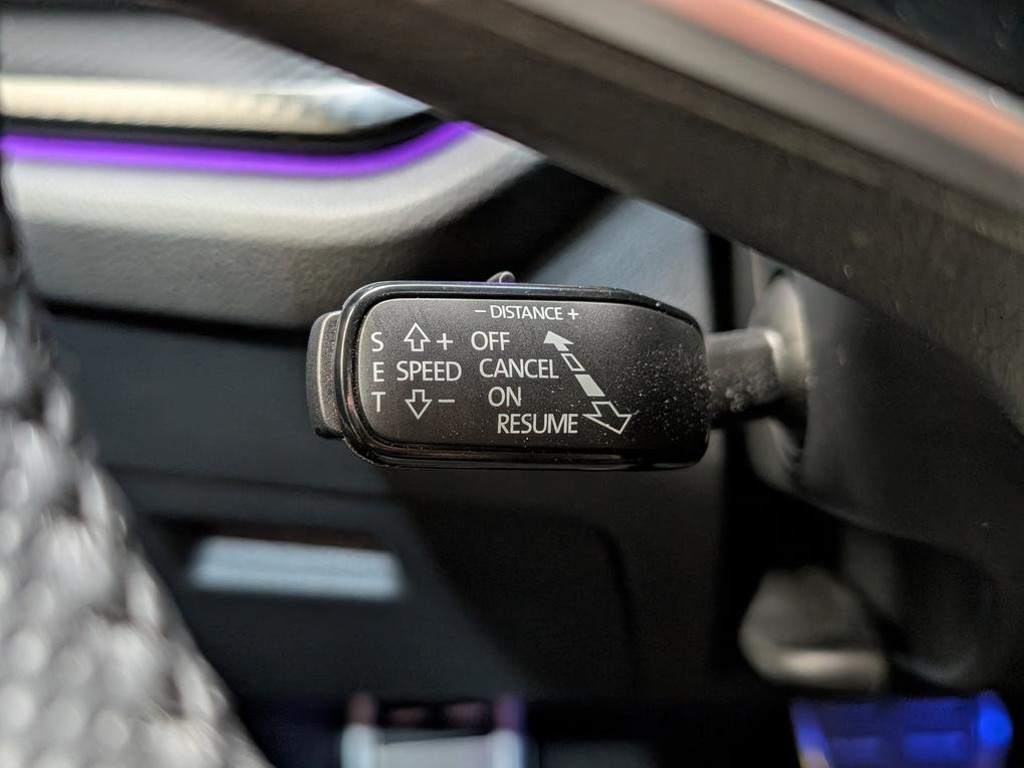 − DISTANCE +
S + OFF
E SPEED CANCEL
T − ON
RESUME